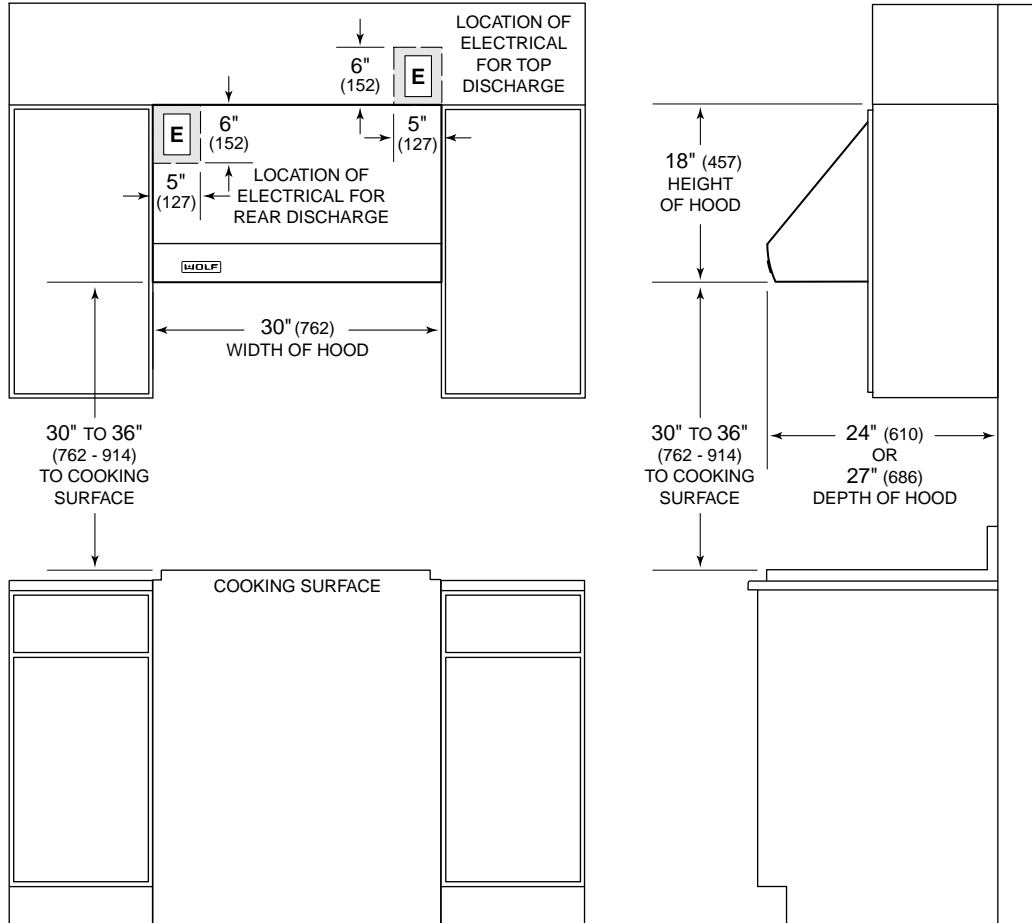 LOCATION OF
ELECTRICAL
FOR TOP
DISCHARGE
6"
(152)
E
5"
(127)
E
6"
(152)
5"
(127)
LOCATION OF
ELECTRICAL FOR
REAR DISCHARGE
WOLF
30" (762)
WIDTH OF HOOD
30" TO 36"
(762 - 914)
TO COOKING
SURFACE
COOKING SURFACE
18" (457)
HEIGHT
OF HOOD
30" TO 36"
(762 - 914)
TO COOKING
SURFACE
24" (610)
OR
27" (686)
DEPTH OF HOOD